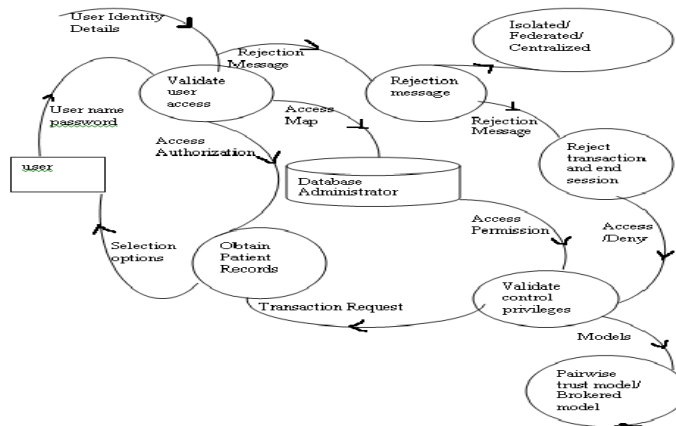 User Identity
Details
Isolated/
Federated/
Centralized
Rejection
Message
Validate
user
access
Rejection
message
User name
password
Access
Map
Rejection
Message
Access
Authorization
Reject
transaction
and end
session
user
Database
Administrator
Access
Permission
Access
/Deny
Selection
options
Obtain
Patient
Records
Validate
control
privileges
Transaction Request
Models
Pairwise
trust model/
Brokered
model